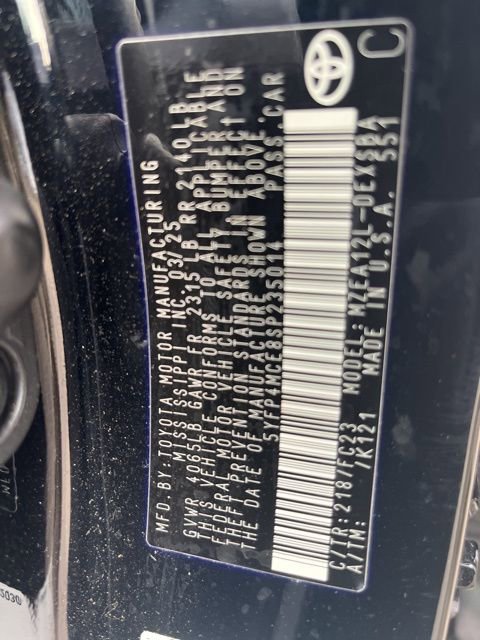 MFD. BY: TOYOTA MOTOR MANUFACTURING
MISSISSIPPI INC. 03/25
GVWR 4065LB GAWR FR 2315 LB RR 2140 LB
THIS VEHICLE CONFORMS TO ALL APPLICABLE
FEDERAL MOTOR VEHICLE SAFETY, BUMPER, AND
THEFT PREVENTION STANDARDS IN EFFECT ON
THE DATE OF MANUFACTURE SHOWN ABOVE.
5YFP4MCE8SP235014 PASS. CAR
C
C/TR: 218/FC23 MODEL: MZEA12L-DEXSBA
A/TM: /K121 MADE IN U.S.A. 551